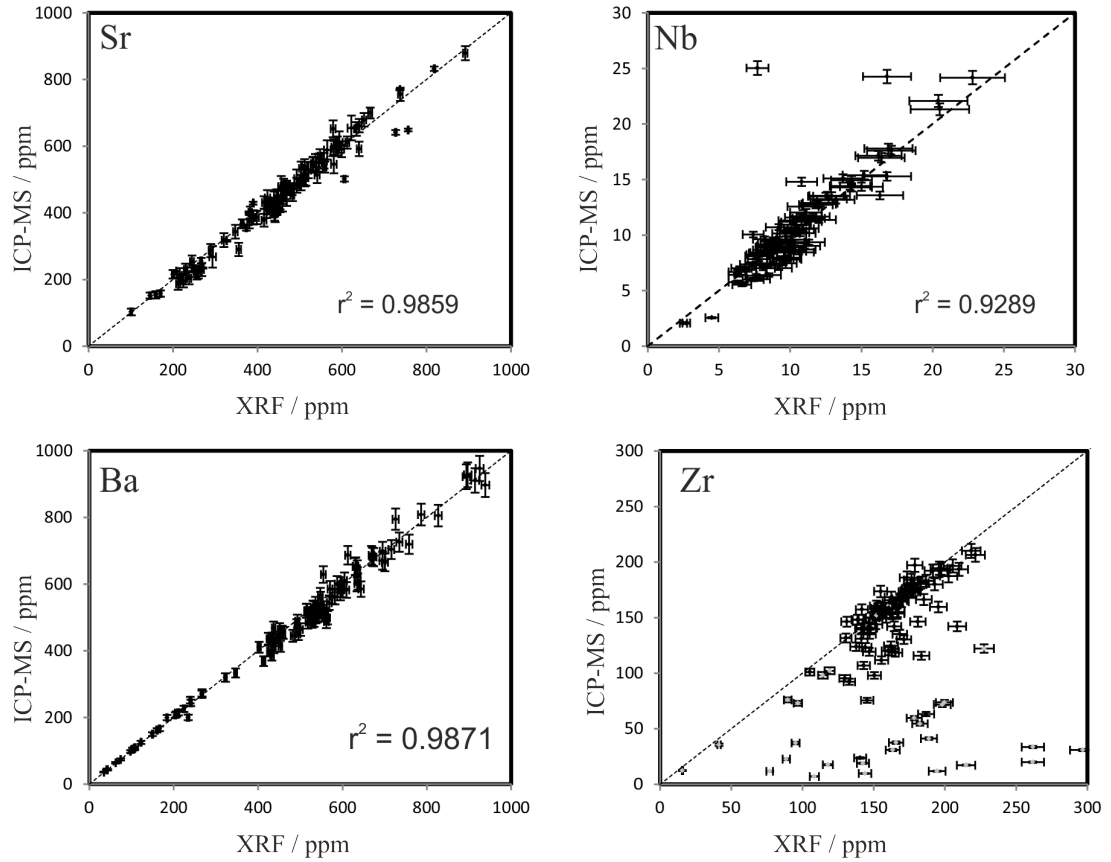 Sr
1000
800
600
400
200
0
0 200 400 600 800 1000
ICP-MS / ppm
XRF / ppm
r² = 0.9859
Nb
30
25
20
15
10
5
0
0 5 10 15 20 25 30
ICP-MS / ppm
XRF / ppm
r² = 0.9289
Ba
1000
800
600
400
200
0
0 200 400 600 800 1000
ICP-MS / ppm
XRF / ppm
r² = 0.9871
Zr
300
250
200
150
100
50
0
0 50 100 150 200 250 300
ICP-MS / ppm
XRF / ppm